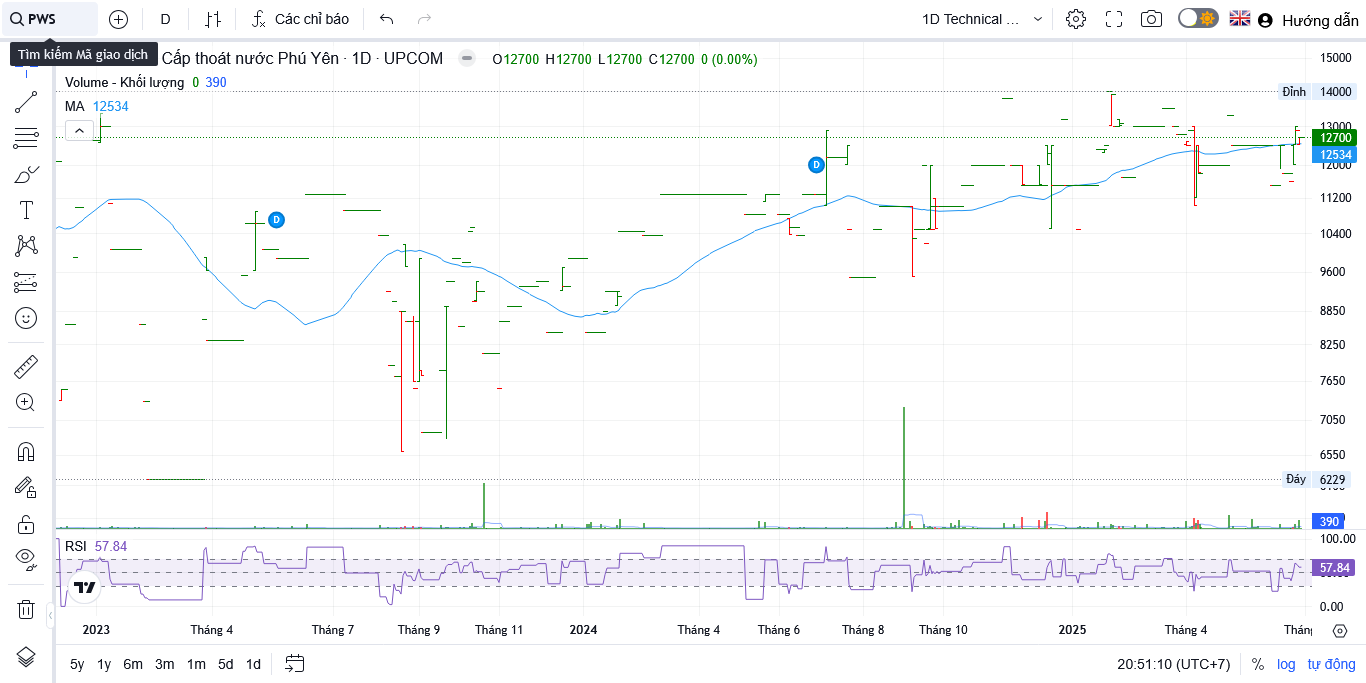 PWS
D
Các chỉ báo
1D Technical ...
Hướng dẫn
Tìm kiếm Mã giao dịch
Cấp thoát nước Phú Yên · 1D · UPCOM
O12700 H12700 L12700 C12700 0 (0.00%)
Volume - Khối lượng 0 390
MA 12534
15000
Đỉnh 14000
13000
12700
12534
12000
11200
10400
9600
8850
8250
7650
7050
6550
Đáy 6229
390
D
D
RSI 57.84
100.00
57.84
0.00
2023
Tháng 4
Tháng 7
Tháng 9
Tháng 11
2024
Tháng 4
Tháng 6
Tháng 8
Tháng 10
2025
Tháng 4
Tháng
5y 1y 6m 3m 1m 5d 1d
20:51:10 (UTC+7)
% log tự động